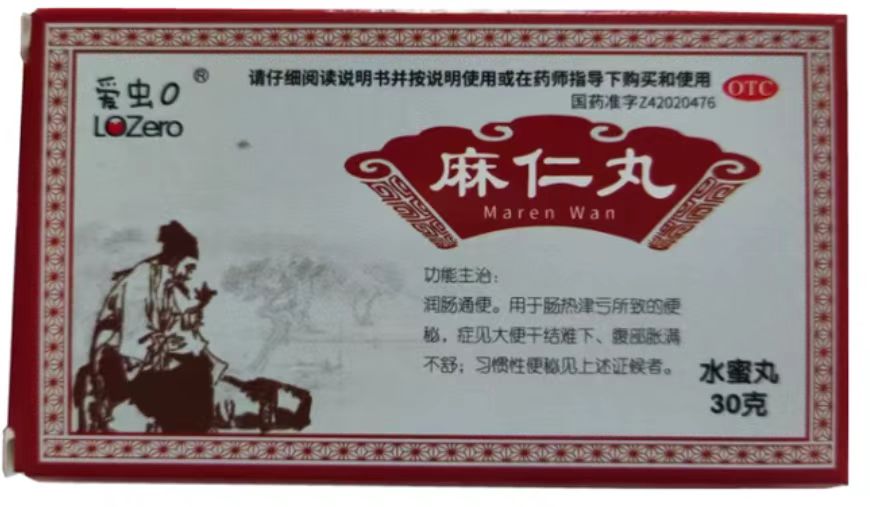 爱虫0®
LOZero
请仔细阅读说明书并按说明使用或在药师指导下购买和使用
OTC
国药准字Z42020476
麻仁丸
Maren Wan
功能主治:
润肠通便。用于肠热津亏所致的便
秘，症见大便干结难下、腹部胀满
不舒；习惯性便秘见上述证候者。
水蜜丸
30克